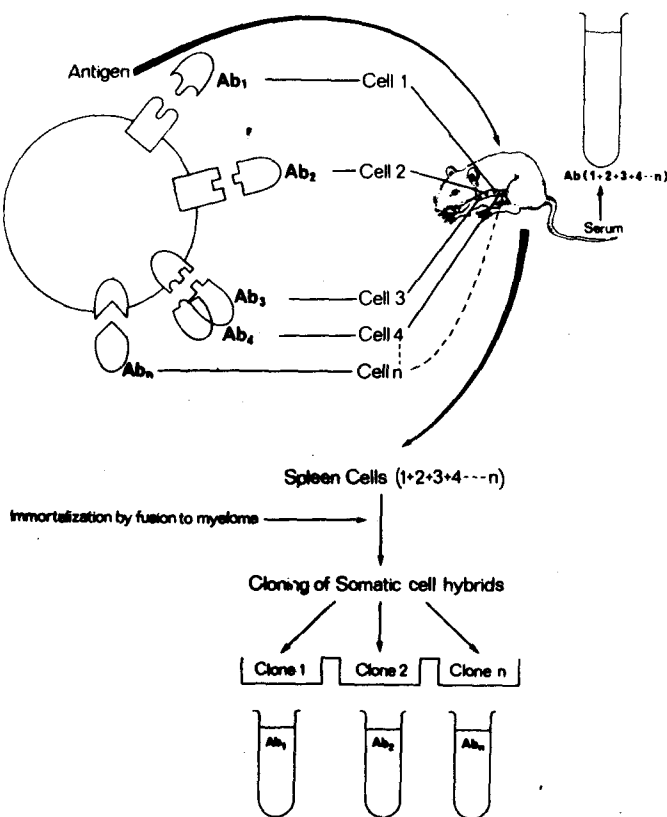 Antigen
Ab₁
Cell 1
Ab₂
Cell 2
Ab(1+2+3+4--n)
Serum
Ab₃
Cell 3
Ab₄
Cell 4
Abₙ
Cell n
Spleen Cells (1+2+3+4---n)
Immortalization by fusion to myeloma
Cloning of Somatic cell hybrids
Clone 1
Clone 2
Clone n
Ab₁
Ab₂
Abₙ